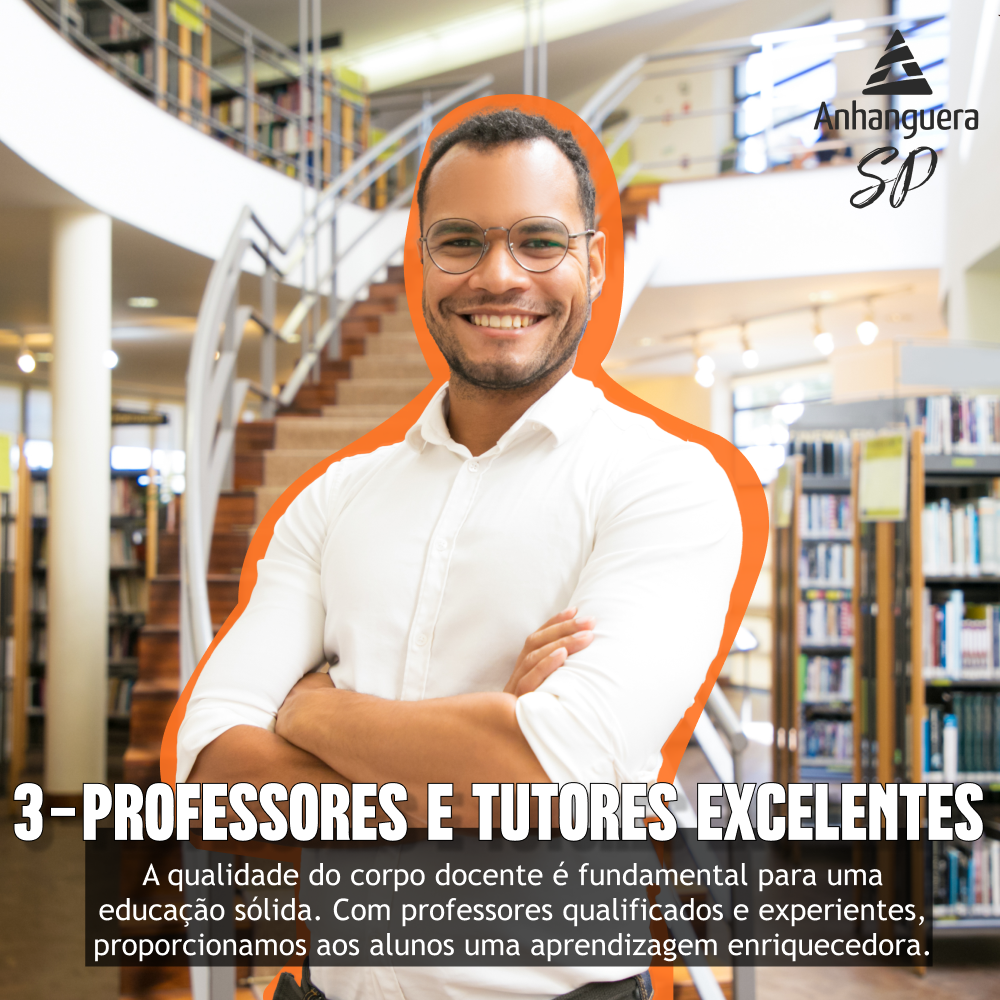 Anhanguera
SP
3-PROFESSORES E TUTORES EXCELENTES
A qualidade do corpo docente é fundamental para uma
educação sólida. Com professores qualificados e experientes,
proporcionamos aos alunos uma aprendizagem enriquecedora.